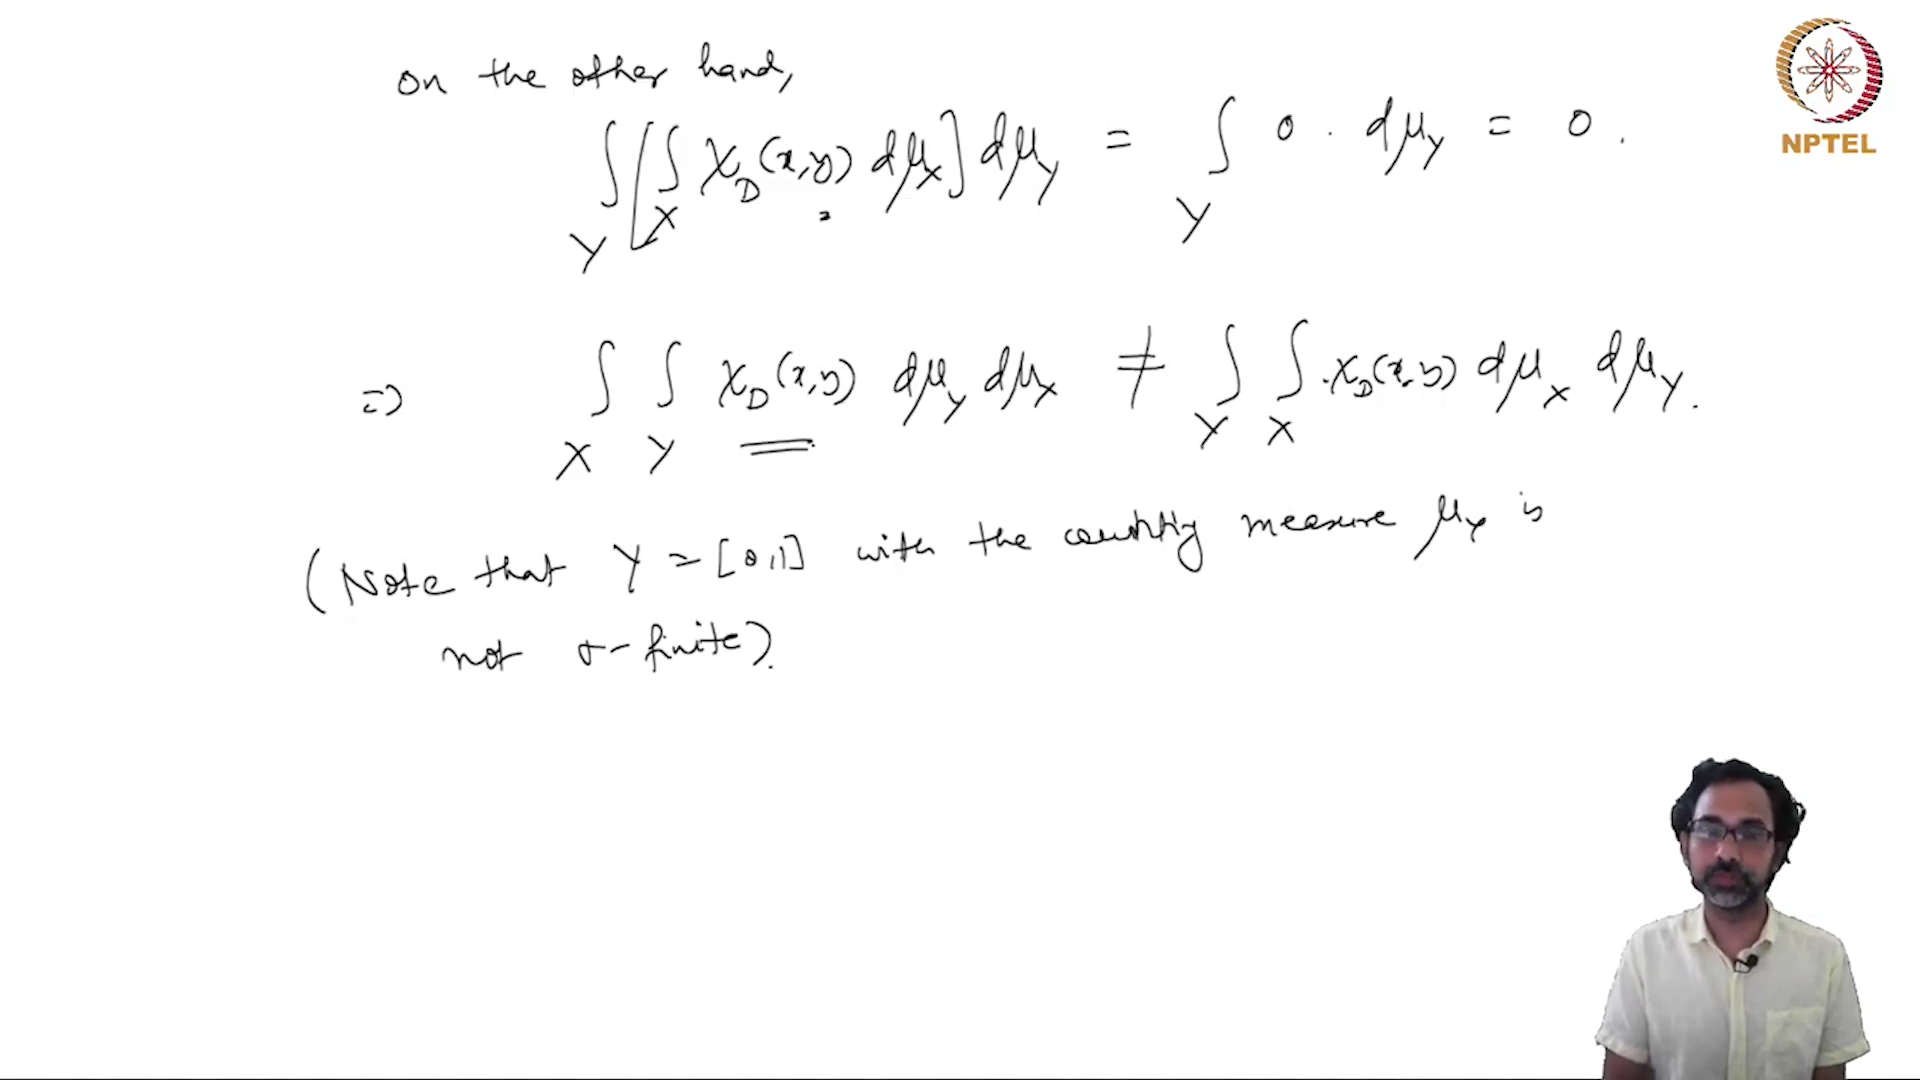 on the other hand,
∫_Y [∫_X χ_D(x,y) dμ_X] dμ_Y = ∫_Y 0 · dμ_Y = 0.
⇒ ∫_X ∫_Y χ_D(x,y) dμ_Y dμ_X ≠ ∫_Y ∫_X χ_D(x,y) dμ_X dμ_Y.
(Note that Y = [0,1] with the counting measure μ_Y is
not σ-finite).
NPTEL